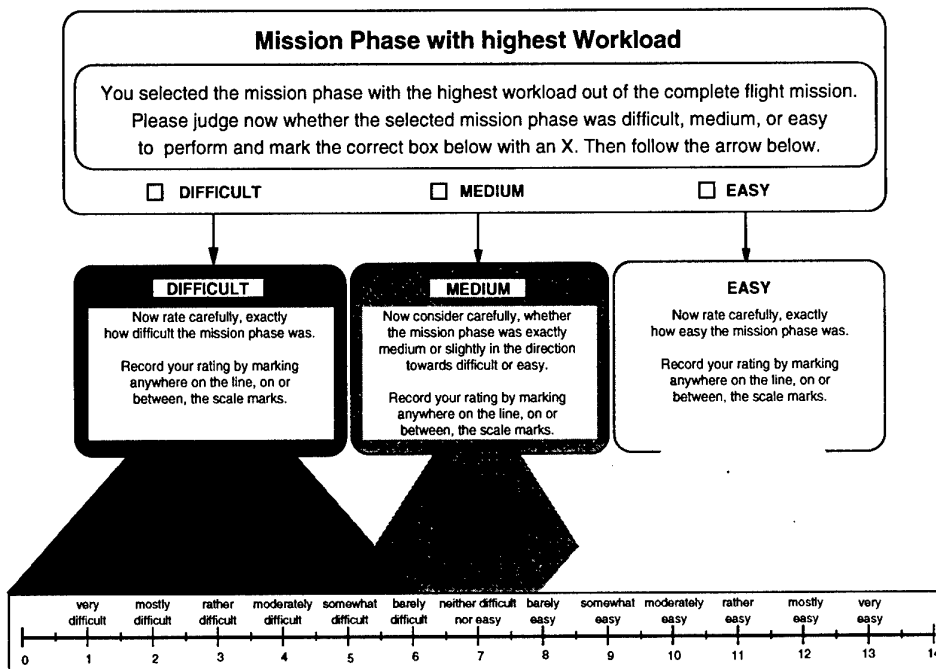 Mission Phase with highest Workload
You selected the mission phase with the highest workload out of the complete flight mission.
Please judge now whether the selected mission phase was difficult, medium, or easy
to perform and mark the correct box below with an X. Then follow the arrow below.
DIFFICULT
MEDIUM
EASY
DIFFICULT
Now rate carefully, exactly
how difficult the mission phase was.
Record your rating by marking
anywhere on the line, on or
between, the scale marks.
MEDIUM
Now consider carefully, whether
the mission phase was exactly
medium or slightly in the direction
towards difficult or easy.
Record your rating by marking
anywhere on the line, on or
between, the scale marks.
EASY
Now rate carefully, exactly
how easy the mission phase was.
Record your rating by marking
anywhere on the line, on or
between, the scale marks.
very mostly rather moderately somewhat barely neither difficult barely somewhat moderately rather mostly very
difficult difficult difficult difficult difficult difficult nor easy easy easy easy easy easy easy
0 1 2 3 4 5 6 7 8 9 10 11 12 13 14